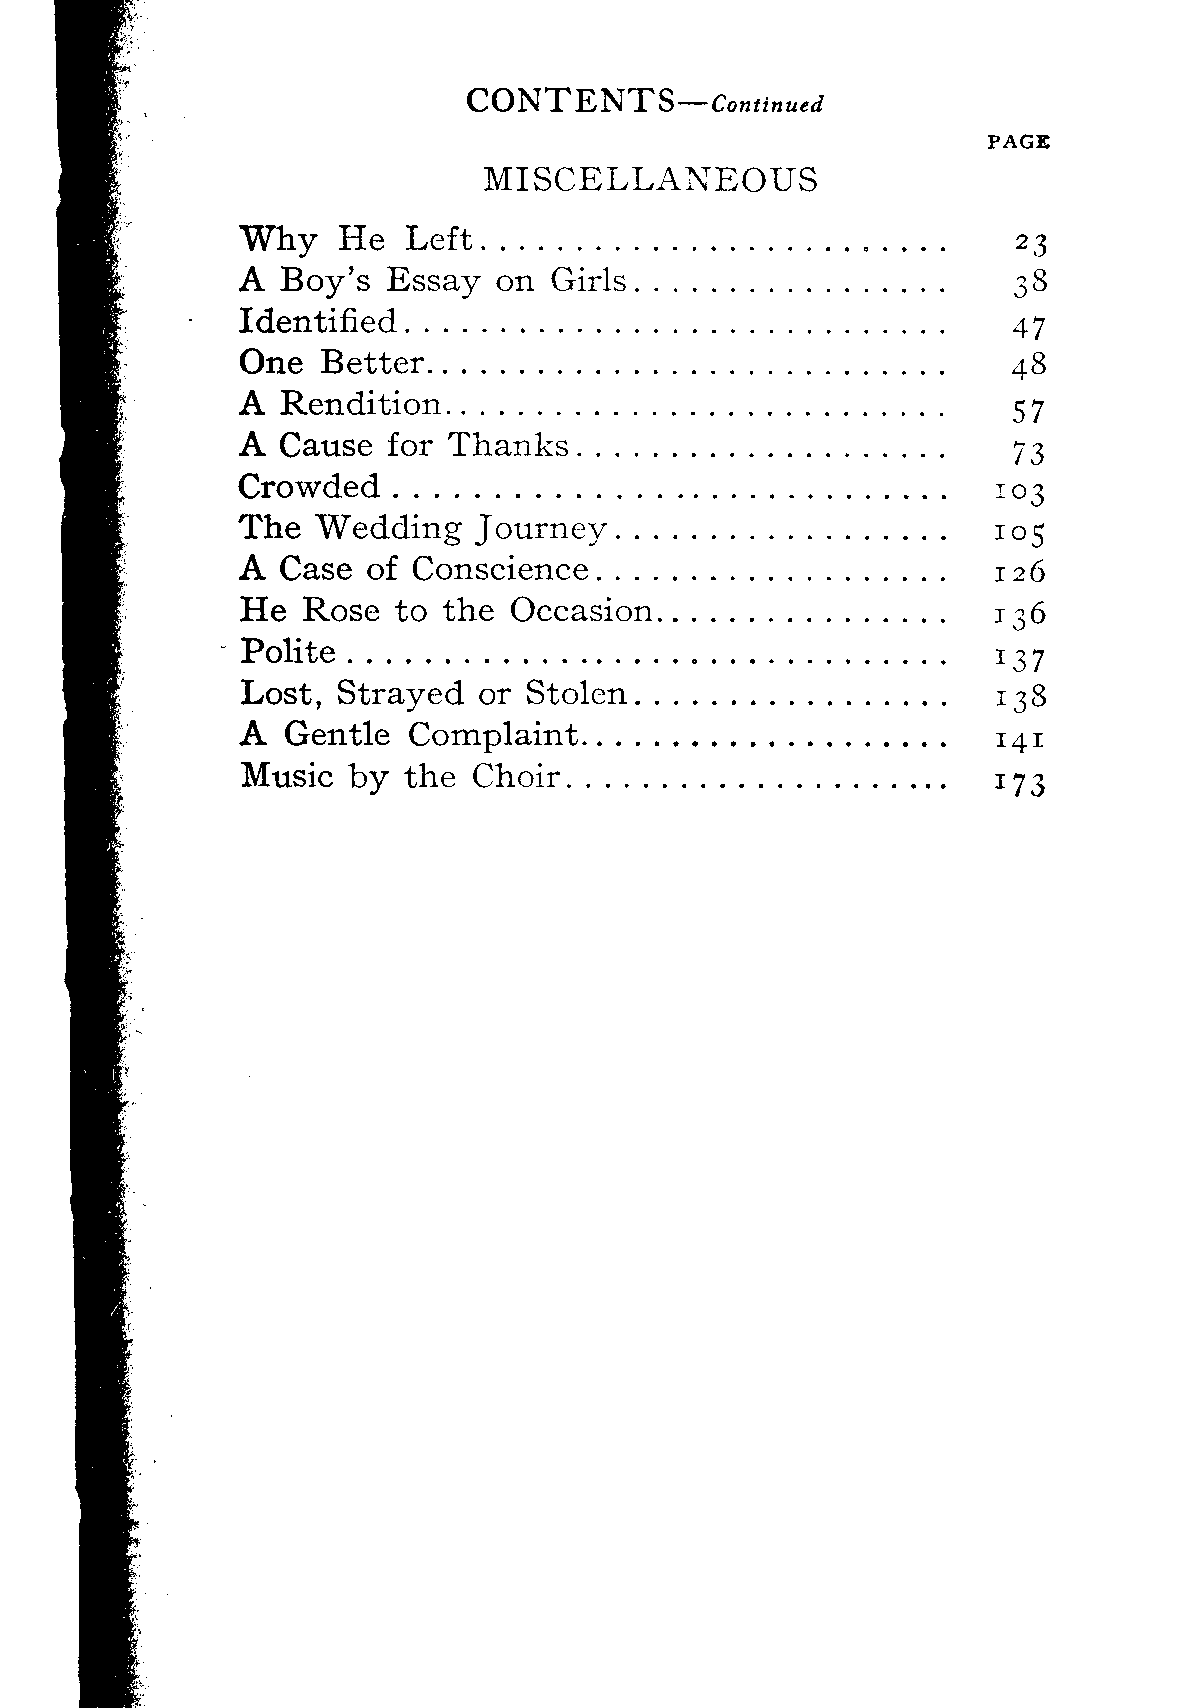 CONTENTS—Continued
PAGE
MISCELLANEOUS
Why He Left........................ 23
A Boy's Essay on Girls................. 38
Identified............................. 47
One Better............................ 48
A Rendition........................... 57
A Cause for Thanks.................... 73
Crowded ............................. 103
The Wedding Journey.................. 105
A Case of Conscience................... 126
He Rose to the Occasion................ 136
Polite ................................ 137
Lost, Strayed or Stolen................. 138
A Gentle Complaint.................... 141
Music by the Choir..................... 173